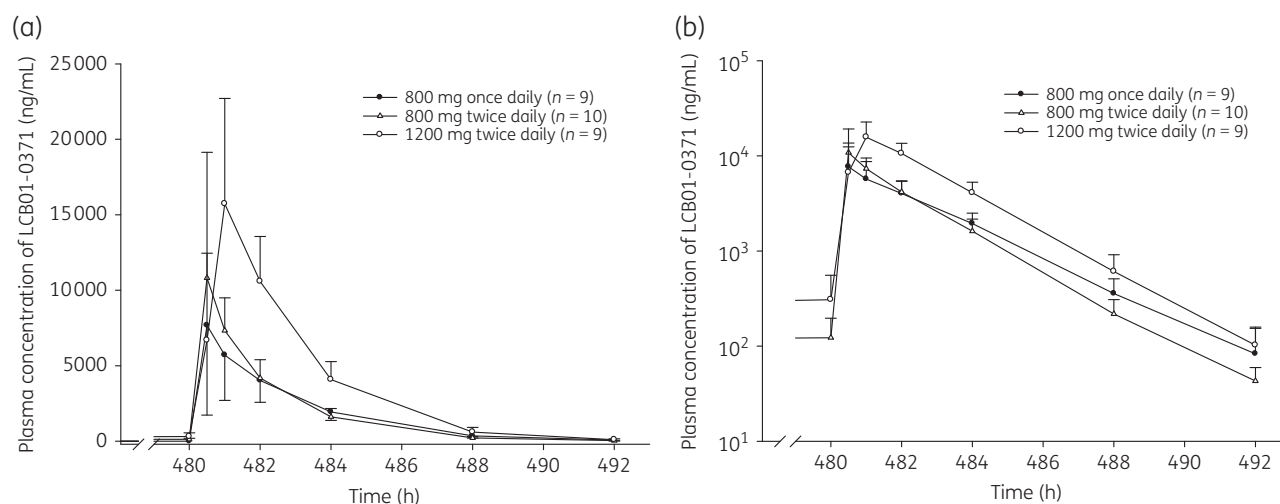 (a)
25000
20000
15000
10000
5000
0
480 482 484 486 488 490 492
Time (h)
Plasma concentration of LCB01-0371 (ng/mL)
800 mg once daily (n = 9)
800 mg twice daily (n = 10)
1200 mg twice daily (n = 9)
(b)
10⁵
10⁴
10³
10²
10¹
480 482 484 486 488 490 492
Time (h)
Plasma concentration of LCB01-0371 (ng/mL)
800 mg once daily (n = 9)
800 mg twice daily (n = 10)
1200 mg twice daily (n = 9)